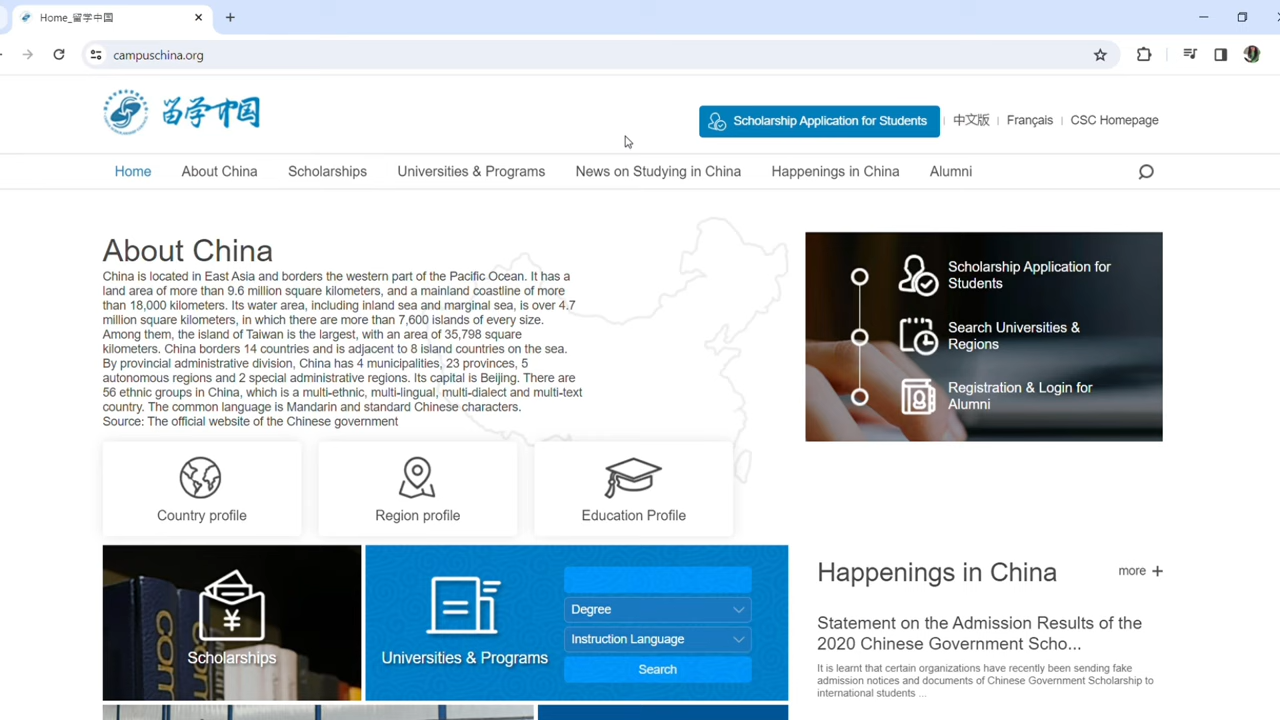 Home_留学中国
campuschina.org
留学中国
Scholarship Application for Students
中文版
Français
CSC Homepage
Home
About China
Scholarships
Universities & Programs
News on Studying in China
Happenings in China
Alumni
About China
China is located in East Asia and borders the western part of the Pacific Ocean. It has a
land area of more than 9.6 million square kilometers, and a mainland coastline of more
than 18,000 kilometers. Its water area, including inland sea and marginal sea, is over 4.7
million square kilometers, in which there are more than 7,600 islands of every size.
Among them, the island of Taiwan is the largest, with an area of 35,798 square
kilometers. China borders 14 countries and is adjacent to 8 island countries on the sea.
By provincial administrative division, China has 4 municipalities, 23 provinces, 5
autonomous regions and 2 special administrative regions. Its capital is Beijing. There are
56 ethnic groups in China, which is a multi-ethnic, multi-lingual, multi-dialect and multi-text
country. The common language is Mandarin and standard Chinese characters.
Source: The official website of the Chinese government
Scholarship Application for
Students
Search Universities &
Regions
Registration & Login for
Alumni
Country profile
Region profile
Education Profile
Scholarships
Universities & Programs
Degree
Instruction Language
Search
Happenings in China
more +
Statement on the Admission Results of the
2020 Chinese Government Scho...
It is learnt that certain organizations have recently been sending fake
admission notices and documents of Chinese Government Scholarship to
international students ...